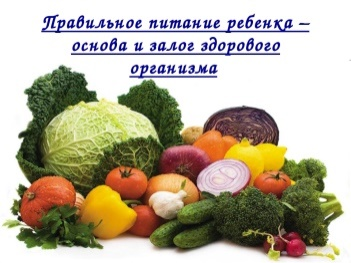 Правильное питание ребенка –
основа и залог здорового
организма